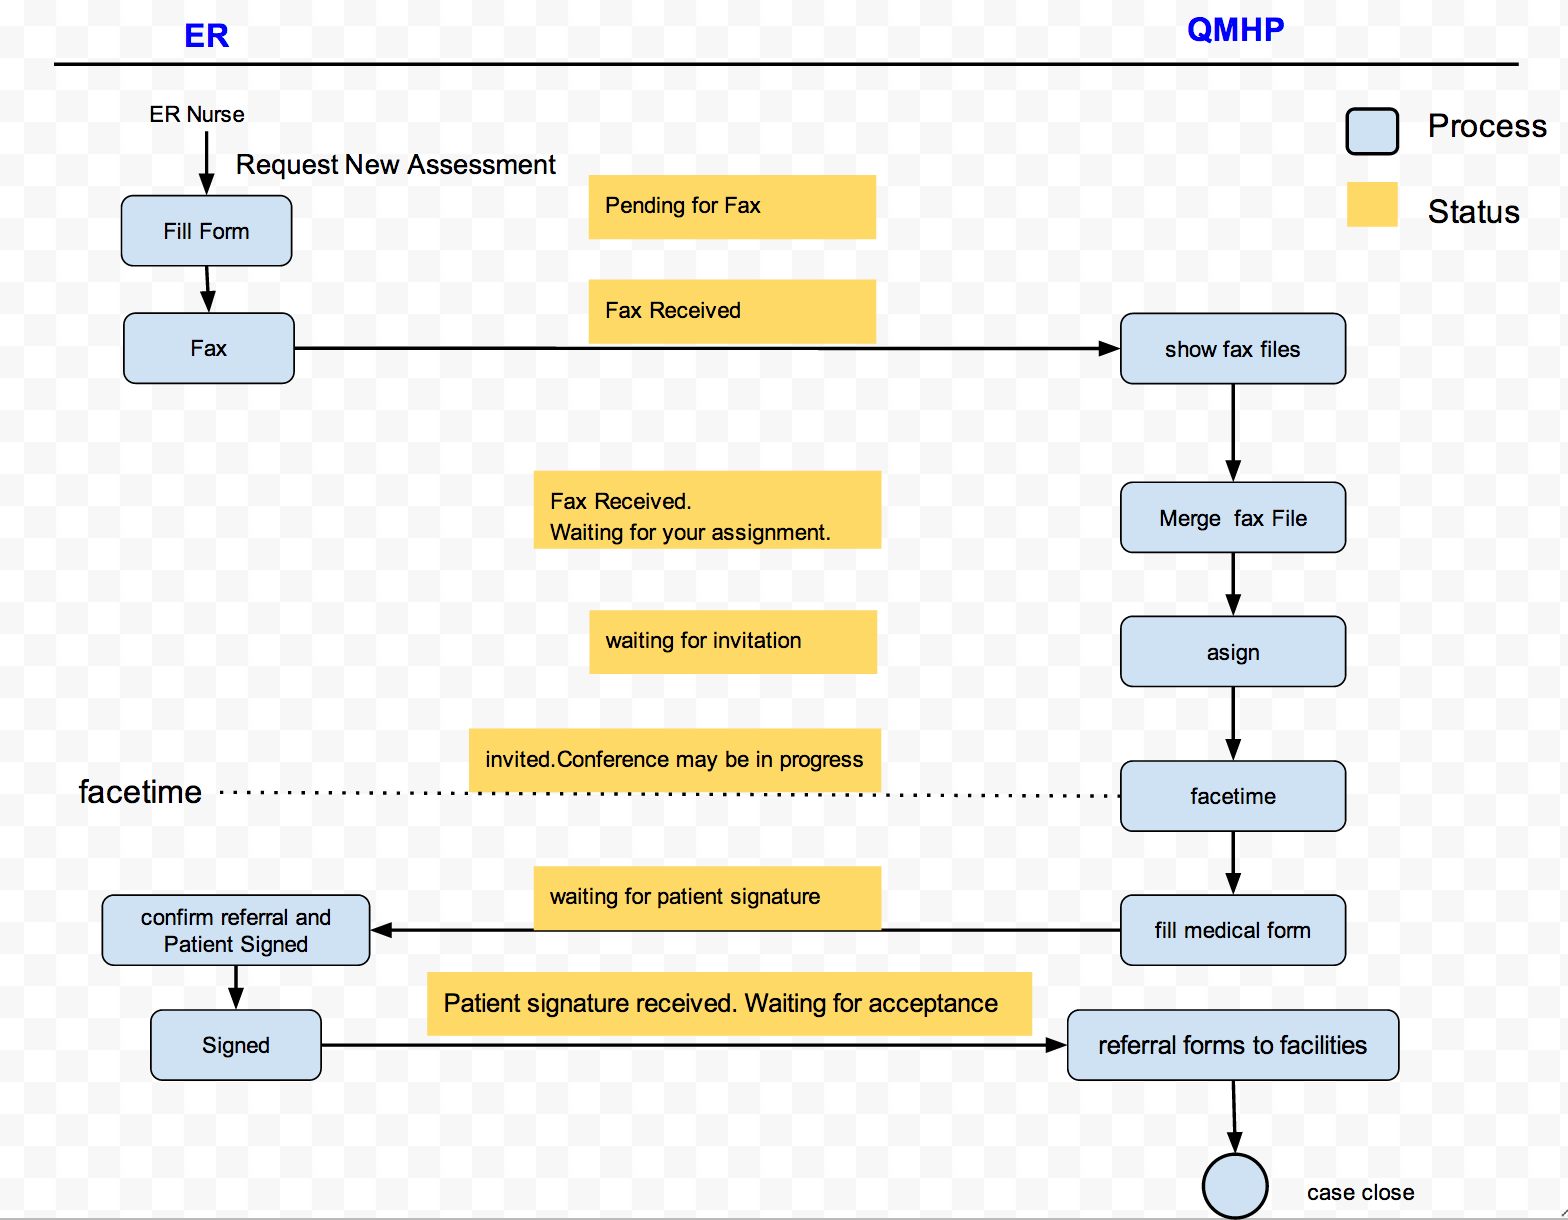 ER
QMHP
ER Nurse
Request New Assessment
Process
Pending for Fax
Status
Fill Form
Fax Received
Fax
show fax files
Fax Received.
Waiting for your assignment.
Merge  fax File
waiting for invitation
asign
invited.Conference may be in progress
facetime
facetime
waiting for patient signature
confirm referral and
Patient Signed
fill medical form
Patient signature received. Waiting for acceptance
Signed
referral forms to facilities
case close